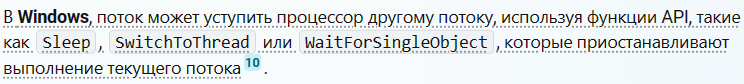 В Windows, поток может уступить процессор другому потоку, используя функции API, такие
как Sleep , SwitchToThread или WaitForSingleObject , которые приостанавливают
выполнение текущего потока 10 .